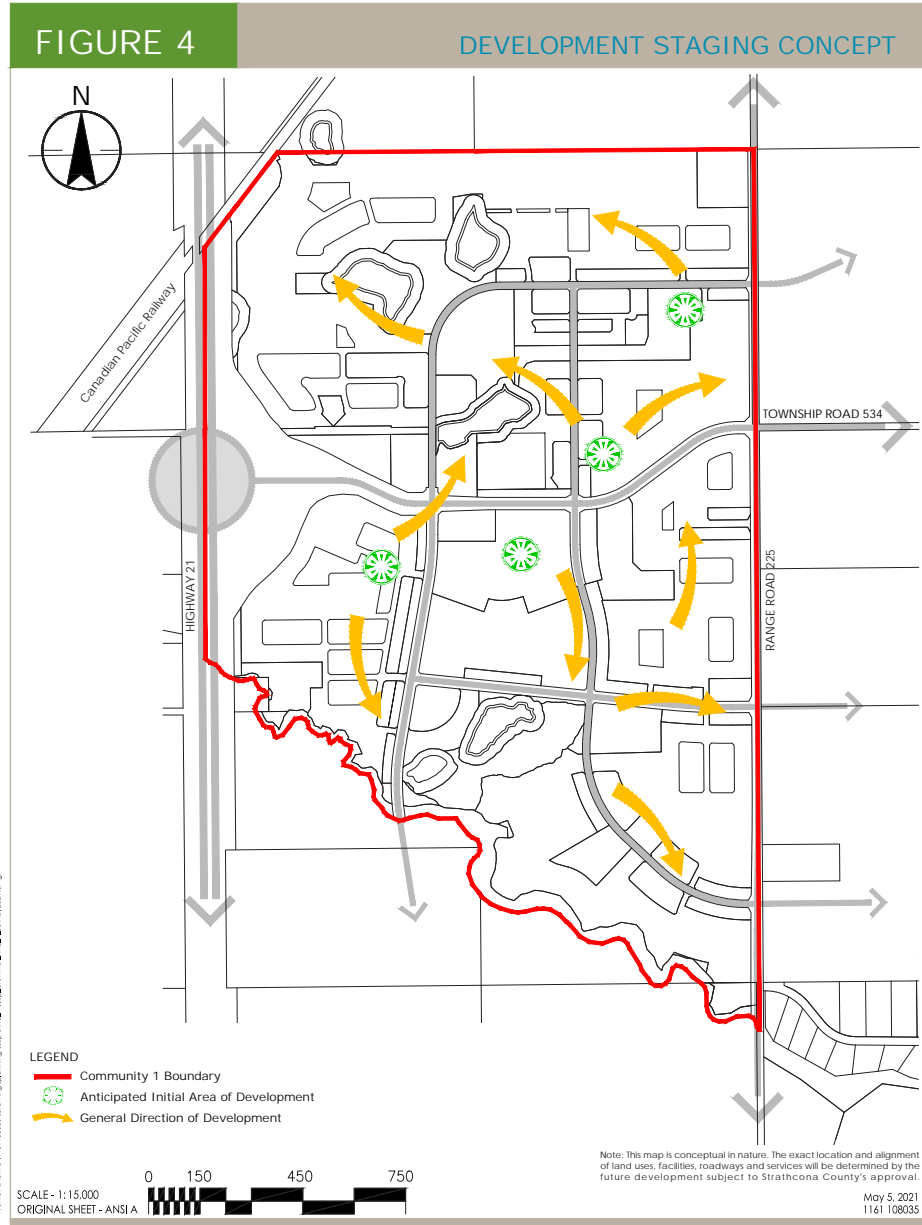 FIGURE 4
DEVELOPMENT STAGING CONCEPT
N
Canadian Pacific Railway
TOWNSHIP ROAD 534
HIGHWAY 21
RANGE ROAD 225
LEGEND
Community 1 Boundary
Anticipated Initial Area of Development
General Direction of Development
SCALE - 1: 15,000
ORIGINAL SHEET - ANSI A
0 150 450 750
Note: This map is conceptual in nature. The exact location and alignment
of land uses, facilities, roadways and services will be determined by the
future development subject to Strathcona County's approval.
May 5, 2021
1161 108035